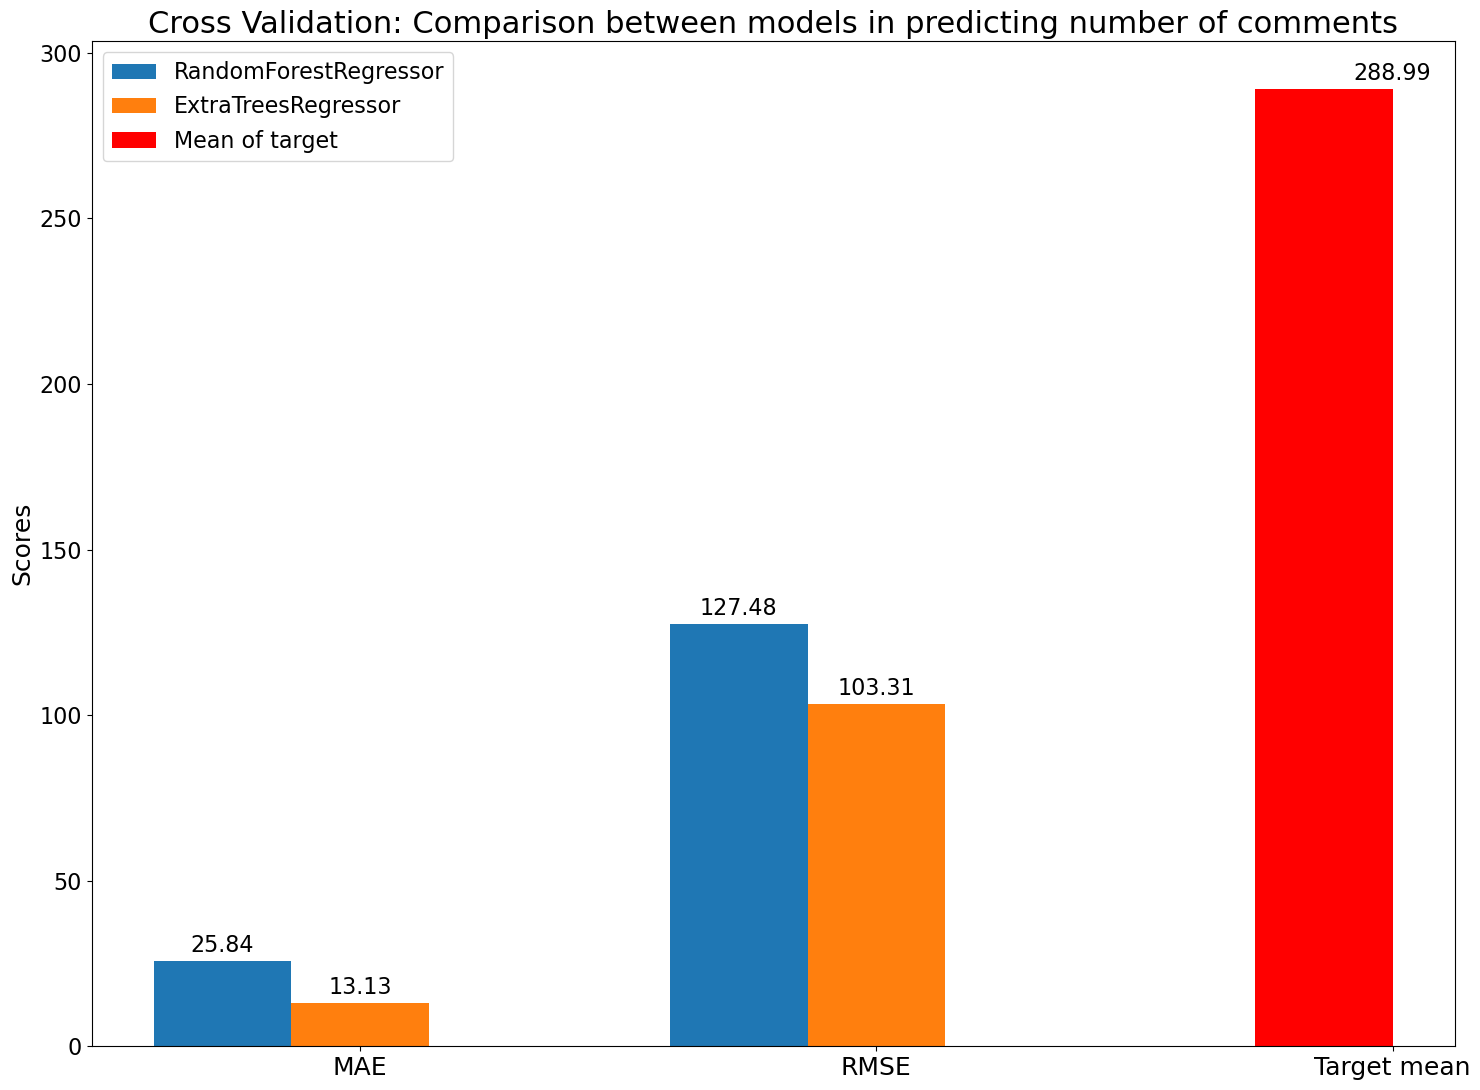 Cross Validation: Comparison between models in predicting number of comments
RandomForestRegressor
ExtraTreesRegressor
Mean of target
300
250
200
150
100
50
0
Scores
25.84
13.13
127.48
103.31
288.99
MAE
RMSE
Target mean